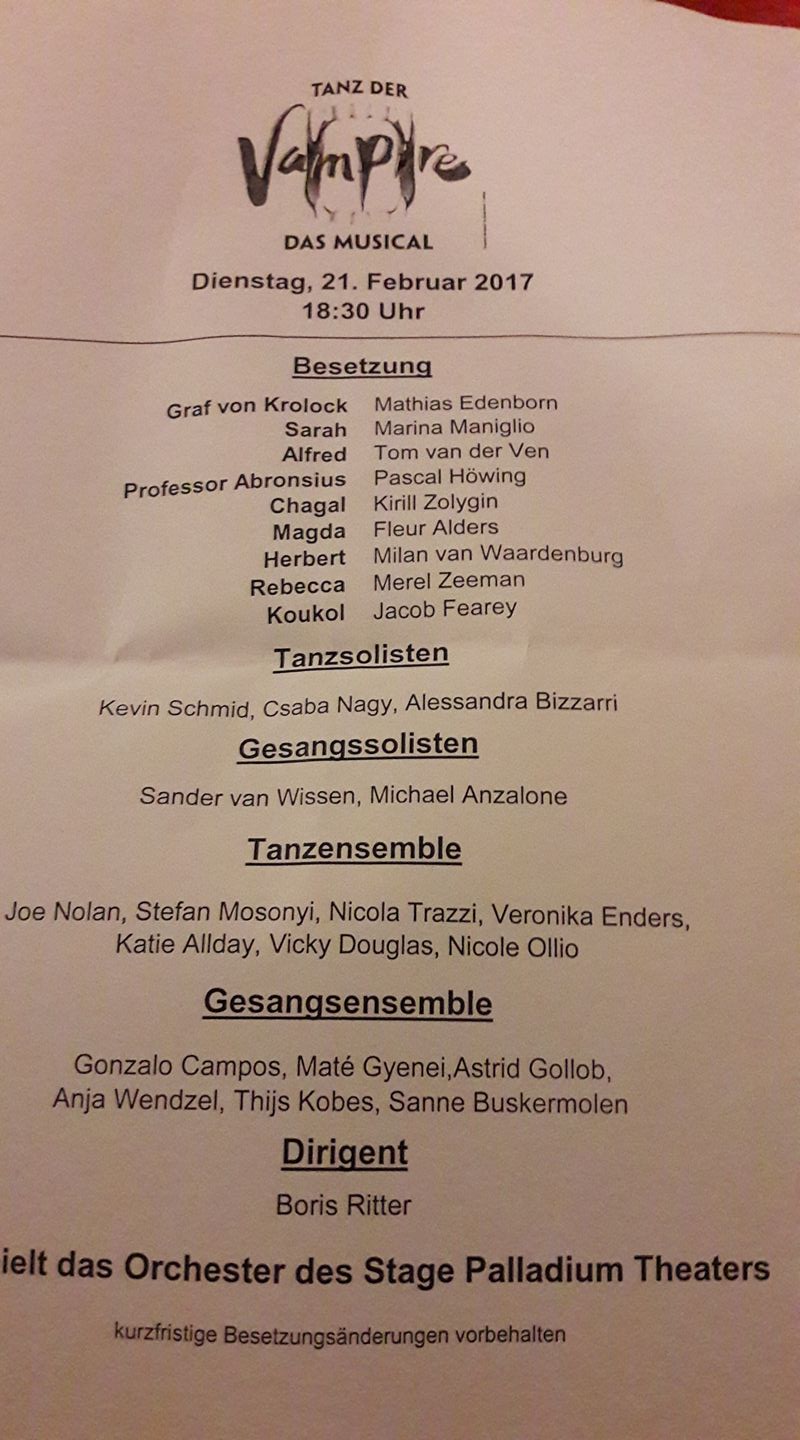 TANZ DER
Vampire
DAS MUSICAL
Dienstag, 21. Februar 2017
18:30 Uhr
Besetzung
Graf von Krolock Mathias Edenborn
Sarah Marina Maniglio
Alfred Tom van der Ven
Professor Abronsius Pascal Höwing
Chagal Kirill Zolygin
Magda Fleur Alders
Herbert Milan van Waardenburg
Rebecca Merel Zeeman
Koukol Jacob Fearey
Tanzsolisten
Kevin Schmid, Csaba Nagy, Alessandra Bizzarri
Gesangssolisten
Sander van Wissen, Michael Anzalone
Tanzensemble
Joe Nolan, Stefan Mosonyi, Nicola Trazzi, Veronika Enders,
Katie Allday, Vicky Douglas, Nicole Ollio
Gesangsensemble
Gonzalo Campos, Maté Gyenei,Astrid Gollob,
Anja Wendzel, Thijs Kobes, Sanne Buskermolen
Dirigent
Boris Ritter
ielt das Orchester des Stage Palladium Theaters
kurzfristige Besetzungsänderungen vorbehalten